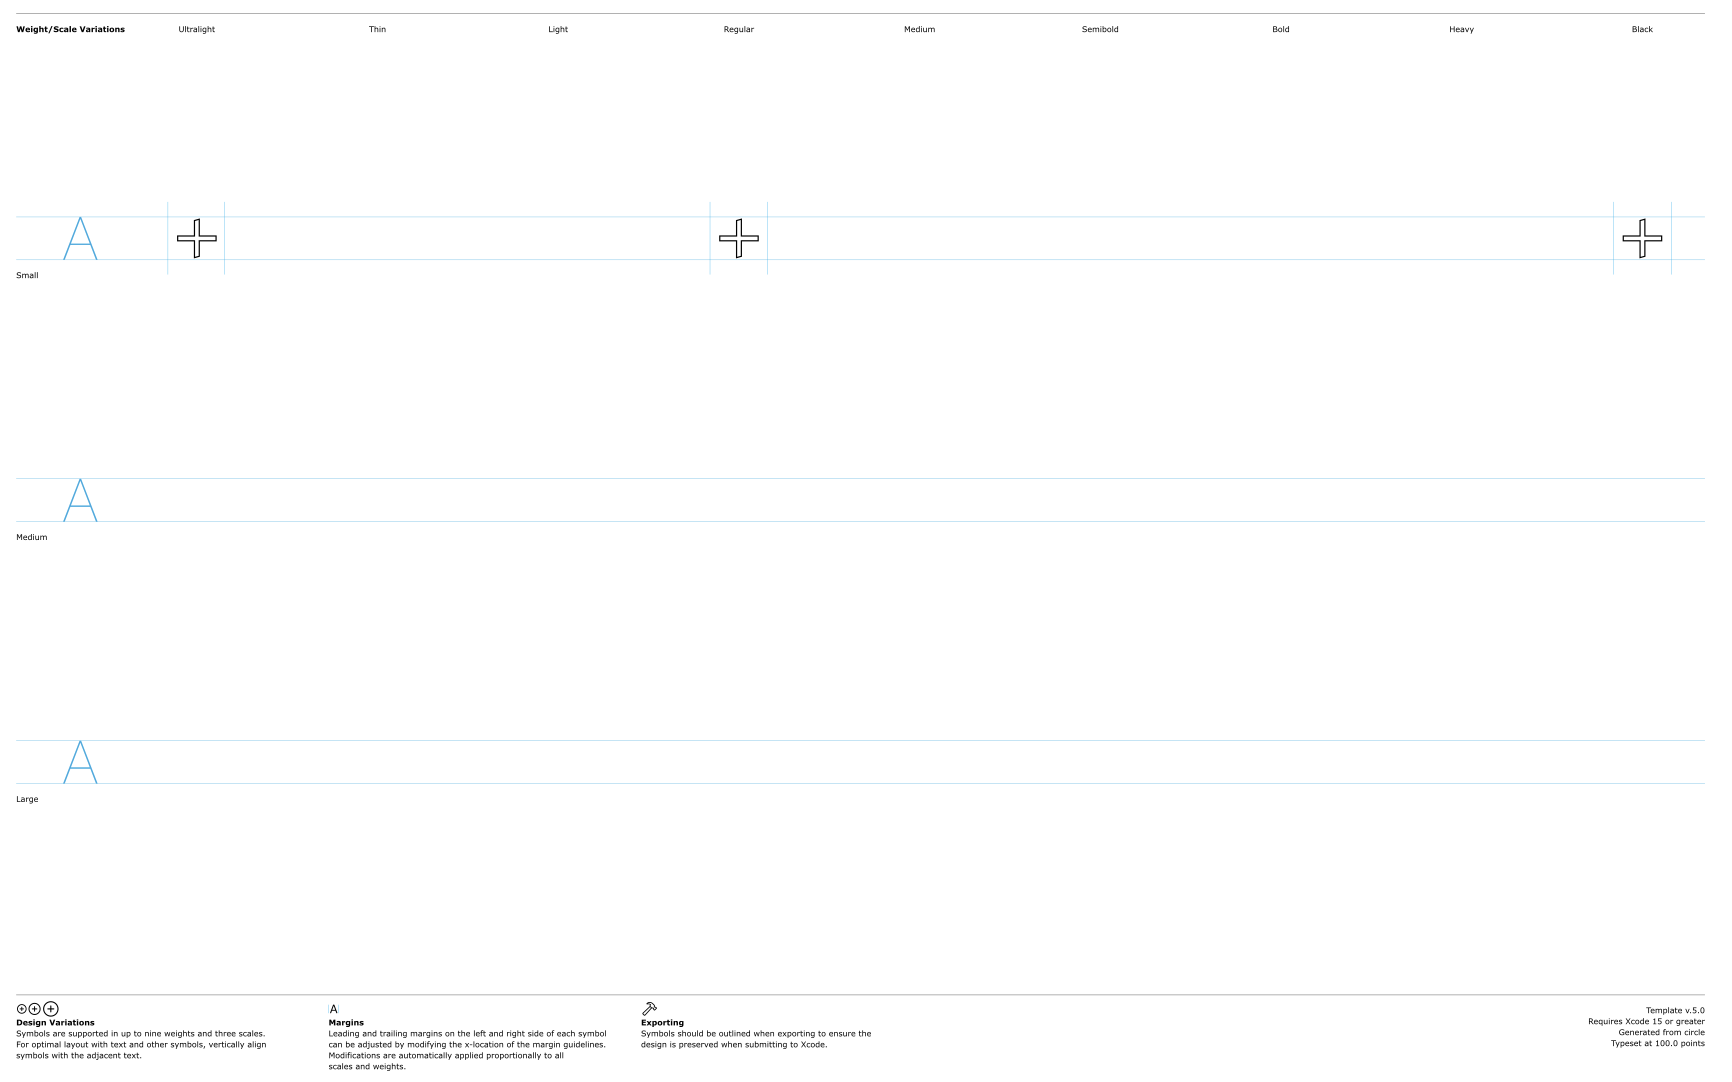 Weight/Scale Variations Ultralight Thin Light Regular Medium Semibold Bold Heavy Black
A
Small
A
Medium
A
Large
A
Design Variations
Symbols are supported in up to nine weights and three scales.
For optimal layout with text and other symbols, vertically align
symbols with the adjacent text.
Margins
Leading and trailing margins on the left and right side of each symbol
can be adjusted by modifying the x-location of the margin guidelines.
Modifications are automatically applied proportionally to all
scales and weights.
Exporting
Symbols should be outlined when exporting to ensure the
design is preserved when submitting to Xcode.
Template v.5.0
Requires Xcode 15 or greater
Generated from circle
Typeset at 100.0 points